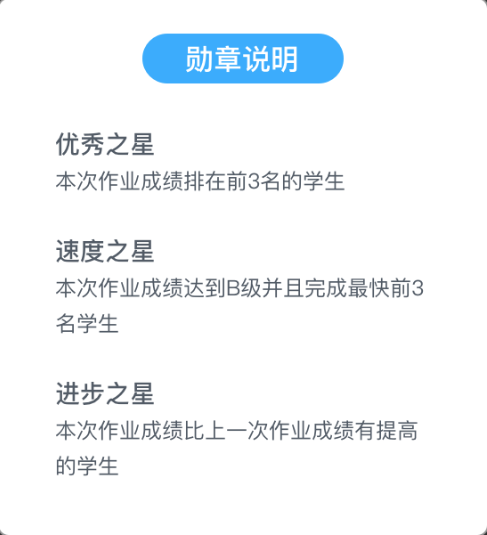 勋章说明
优秀之星
本次作业成绩排在前3名的学生
速度之星
本次作业成绩达到B级并且完成最快前3
名学生
进步之星
本次作业成绩比上一次作业成绩有提高
的学生